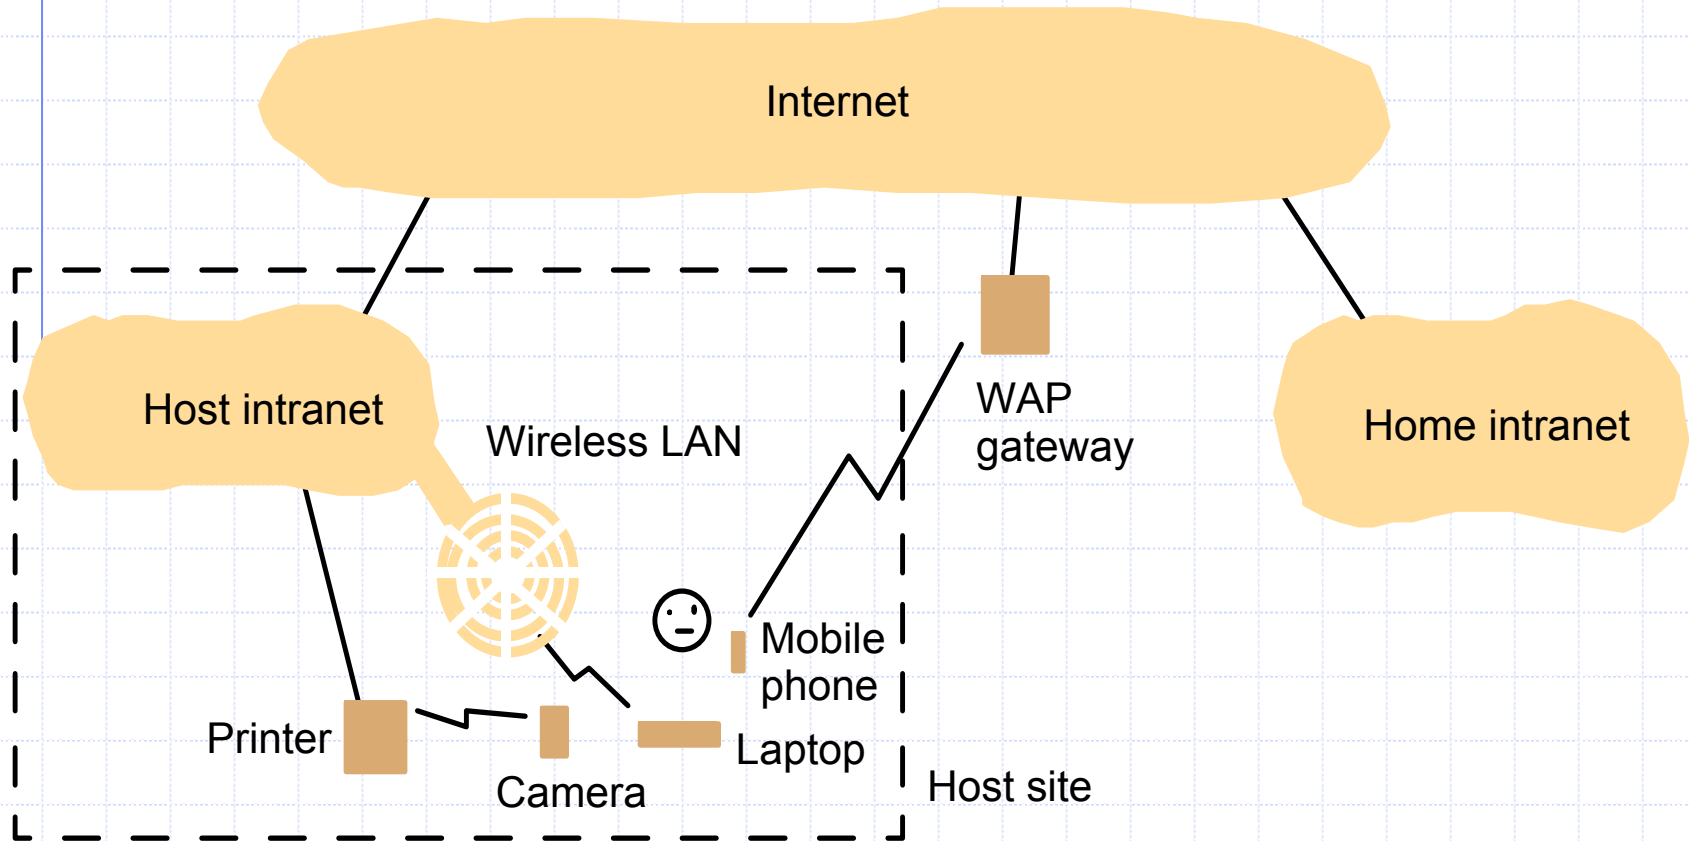 Internet
Host intranet
Wireless LAN
WAP
gateway
Home intranet
Mobile
phone
Printer
Camera
Laptop
Host site